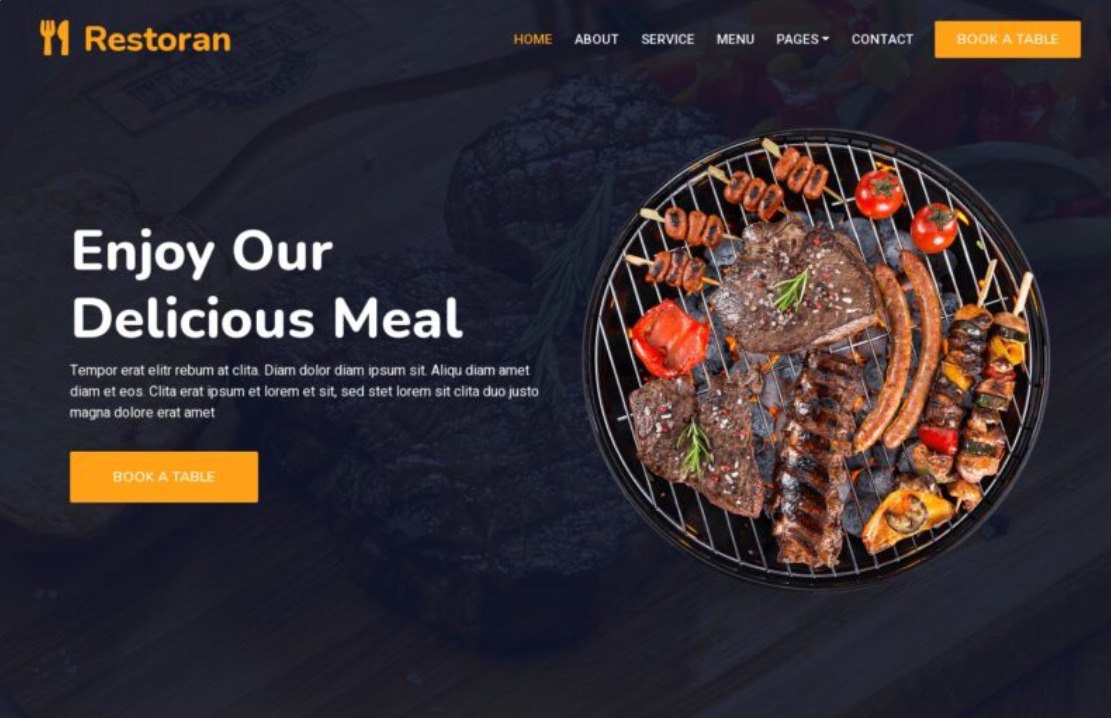 Restoran
HOME ABOUT SERVICE MENU PAGES CONTACT BOOK A TABLE
Enjoy Our
Delicious Meal
Tempor erat elitr rebum at clita. Diam dolor diam ipsum sit. Aliqu diam amet
diam et eos. Clita erat ipsum et lorem et sit, sed stet lorem sit clita duo justo
magna dolore erat amet
BOOK A TABLE